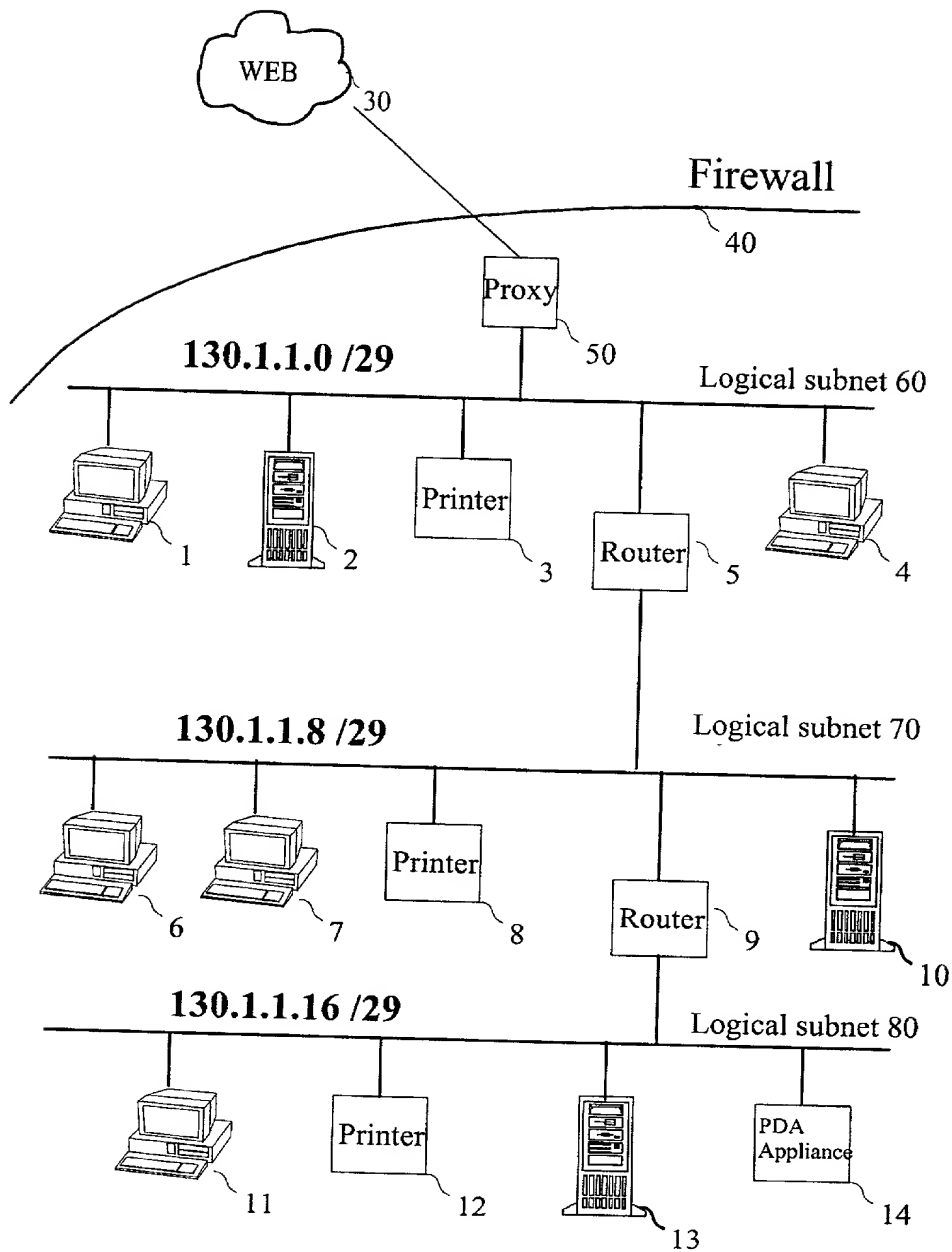 WEB
30
Firewall
40
Proxy
50
130.1.1.0 /29
Logical subnet 60
1
2
Printer
3
Router
5
4
130.1.1.8 /29
Logical subnet 70
6
7
Printer
8
Router
9
10
130.1.1.16 /29
Logical subnet 80
11
Printer
12
13
PDA
Appliance
14